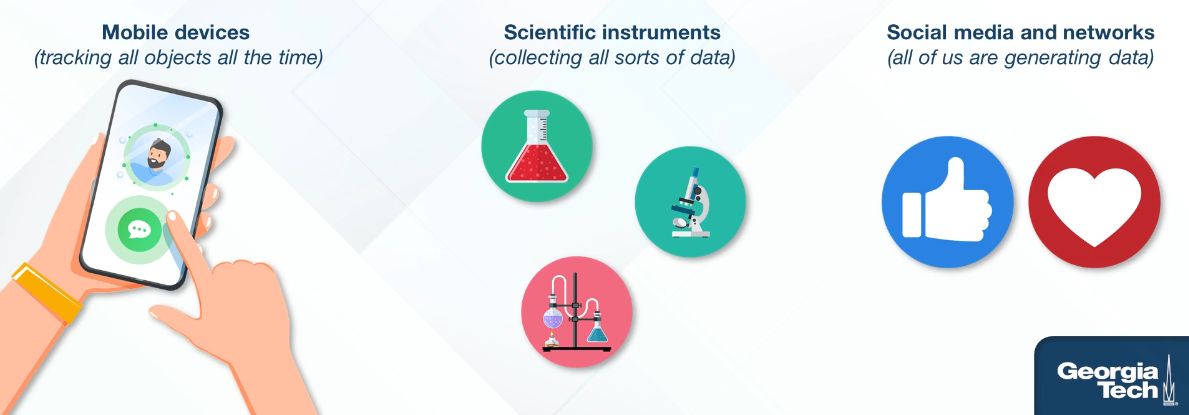 Mobile devices
(tracking all objects all the time)
Scientific instruments
(collecting all sorts of data)
Social media and networks
(all of us are generating data)
Georgia
Tech